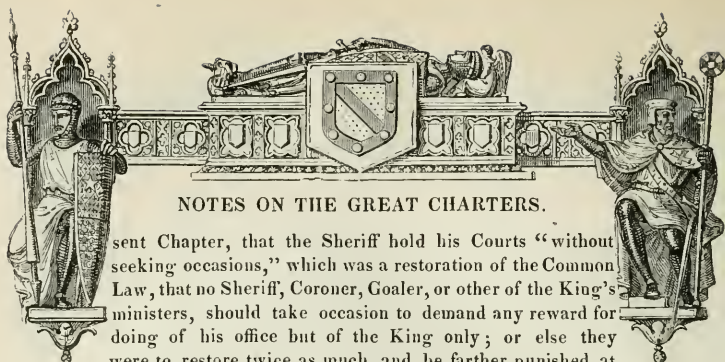 NOTES ON THE GREAT CHARTERS.
sent Chapter, that the Sheriff hold his Courts “without
seeking occasions,” which was a restoration of the Common
Law, that no Sheriff, Coroner, Goaler, or other of the King's
ministers, should take occasion to demand any reward for
doing of his office but of the King only; or else they
were to restore twice as much, and be farther punished at